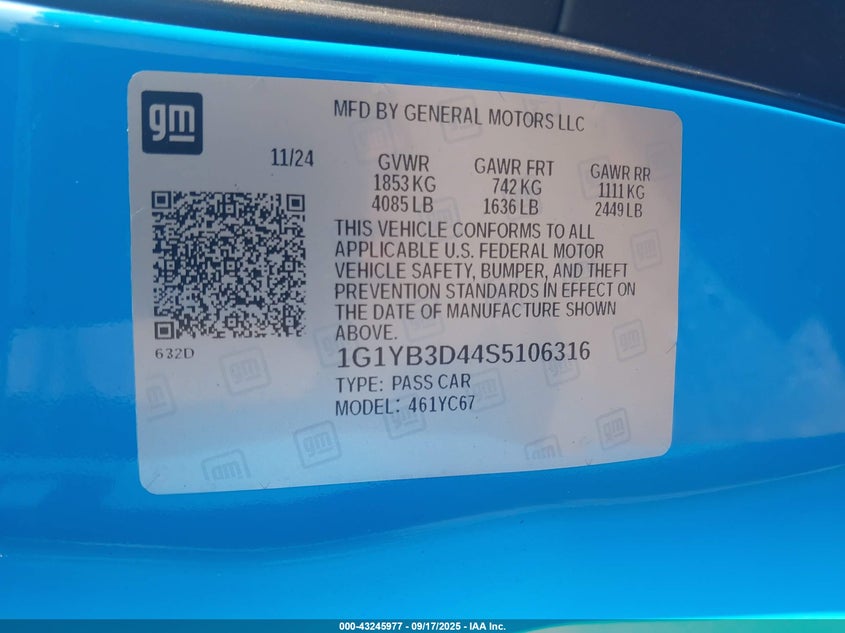 gm
MFD BY GENERAL MOTORS LLC
11/24
GVWR GAWR FRT GAWR RR
1853 KG 742 KG 1111 KG
4085 LB 1636 LB 2449 LB
THIS VEHICLE CONFORMS TO ALL
APPLICABLE U.S. FEDERAL MOTOR
VEHICLE SAFETY, BUMPER, AND THEFT
PREVENTION STANDARDS IN EFFECT ON
THE DATE OF MANUFACTURE SHOWN
ABOVE.
632D
1G1YB3D44S5106316
TYPE: PASS CAR
MODEL: 461YC67
000-43245977 - 09/17/2025 - IAA Inc.